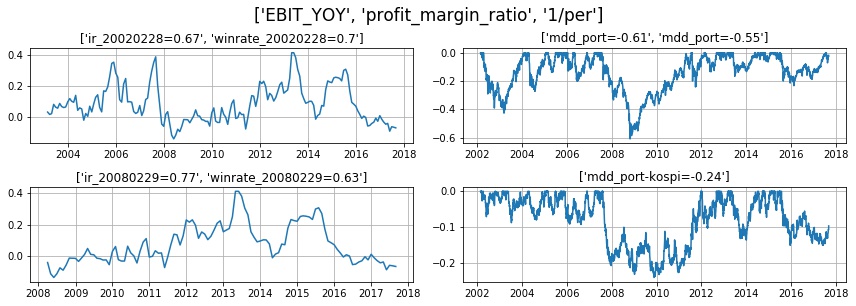 ['EBIT_YOY', 'profit_margin_ratio', '1/per']
['ir_20020228=0.67', 'winrate_20020228=0.7']
0.4
0.2
0.0
2004 2006 2008 2010 2012 2014 2016 2018
['mdd_port=-0.61', 'mdd_port=-0.55']
0.0
−0.2
−0.4
−0.6
2002 2004 2006 2008 2010 2012 2014 2016 2018
['ir_20080229=0.77', 'winrate_20080229=0.63']
0.4
0.2
0.0
2008 2009 2010 2011 2012 2013 2014 2015 2016 2017 2018
['mdd_port-kospi=-0.24']
0.0
−0.1
−0.2
2002 2004 2006 2008 2010 2012 2014 2016 2018